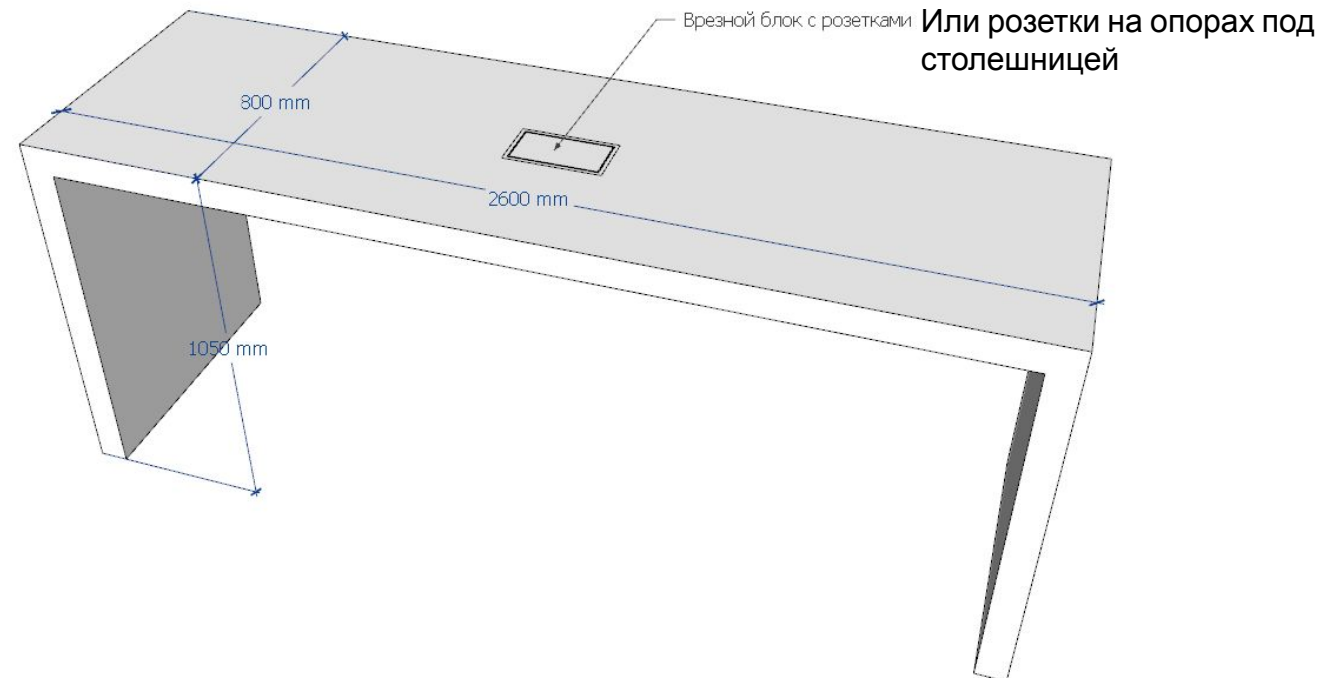 Врезной блок с розетками
Или розетки на опорах под
столешницей
800 mm
2600 mm
1050 mm